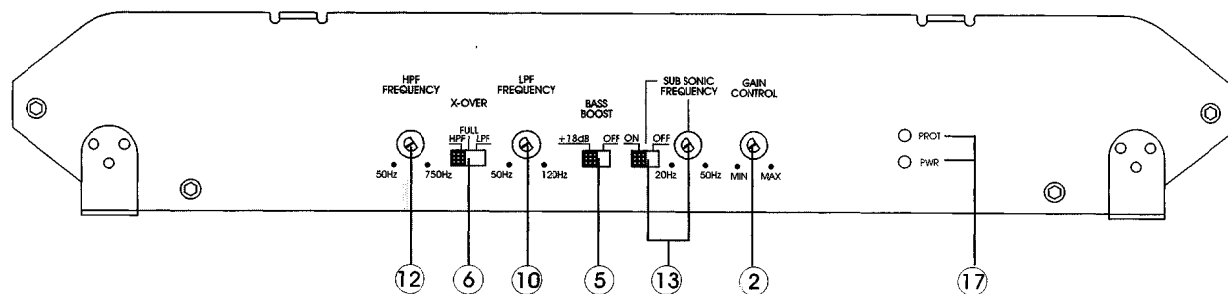 HPF
FREQUENCY
LPF
FREQUENCY
SUB SONIC
FREQUENCY
GAIN
CONTROL
X-OVER
BASS
BOOST
FULL
HPF
LPF
+18dB
OFF
ON
OFF
PROT
PWR
50Hz
750Hz
50Hz
120Hz
20Hz
50Hz
MIN
MAX
12
6
10
5
13
2
17